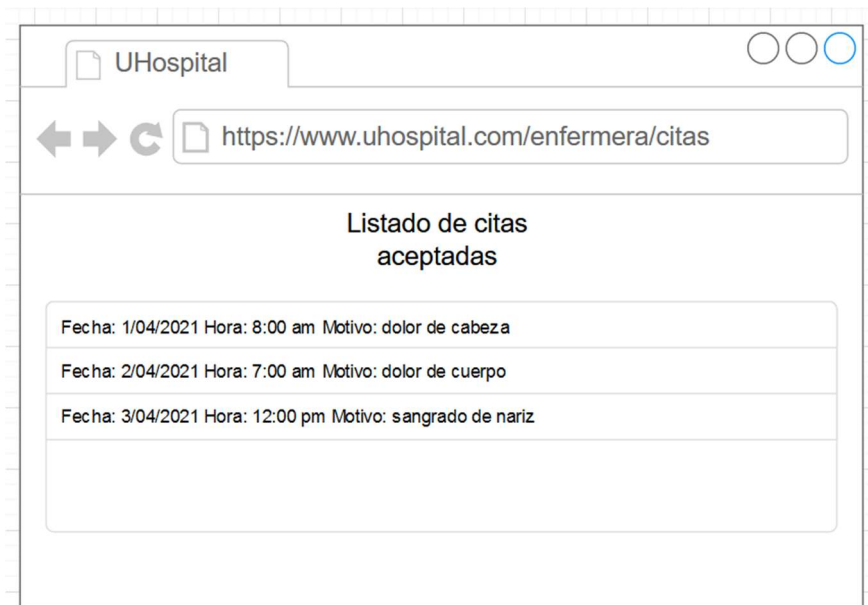 UHospital
https://www.uhospital.com/enfermera/citas
Listado de citas
aceptadas
Fecha: 1/04/2021 Hora: 8:00 am Motivo: dolor de cabeza
Fecha: 2/04/2021 Hora: 7:00 am Motivo: dolor de cuerpo
Fecha: 3/04/2021 Hora: 12:00 pm Motivo: sangrado de nariz